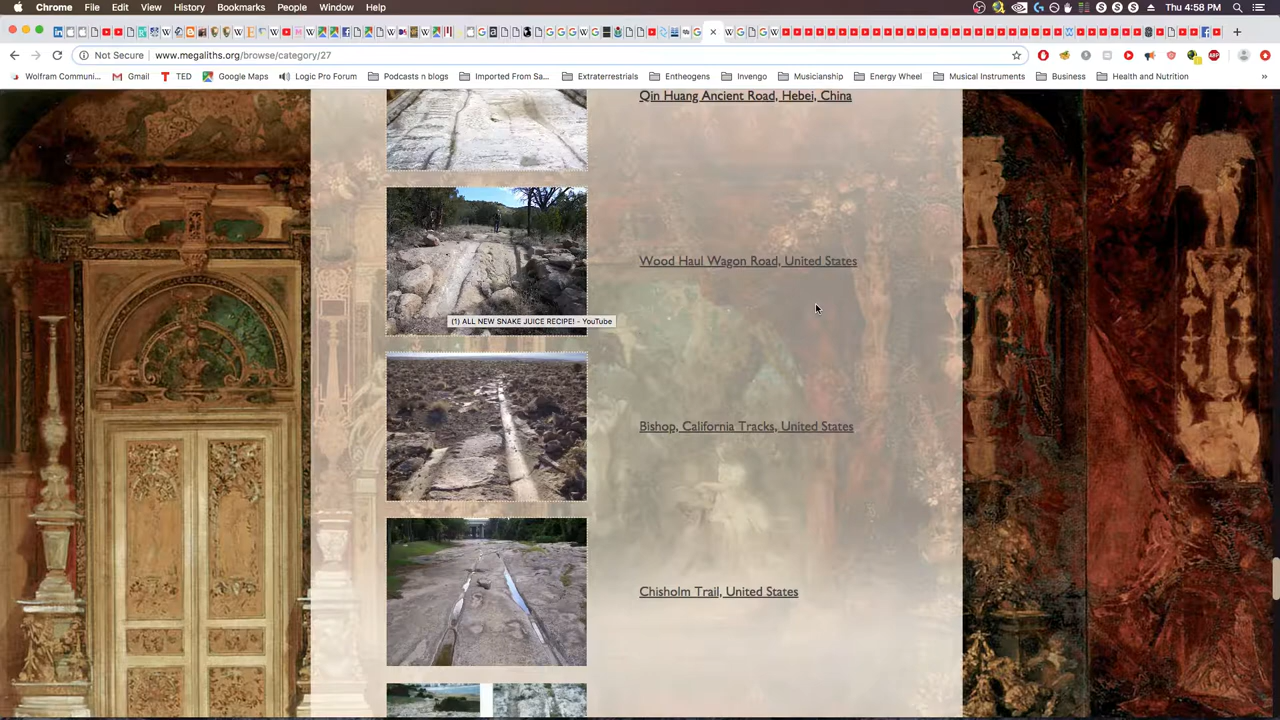 Chrome File Edit View History Bookmarks People Window Help
Thu 4:58 PM
Not Secure www.megaliths.org/browse/category/27
Wolfram Communi... Gmail TED Google Maps Logic Pro Forum Podcasts n blogs Imported From Sa... Extraterrestrials Entheogens Invengo Musicianship Energy Wheel Musical Instruments Business Health and Nutrition »
Qin Huang Ancient Road, Hebei, China
Wood Haul Wagon Road, United States
(1) ALL NEW SNAKE JUICE RECIPE! - YouTube
Bishop, California Tracks, United States
Chisholm Trail, United States